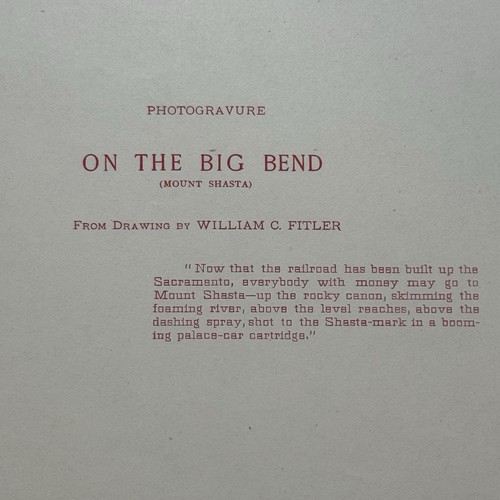 PHOTOGRAVURE
ON THE BIG BEND
(MOUNT SHASTA)
FROM DRAWING BY WILLIAM C. FITLER
"Now that the railroad has been built up the
Sacramento, everybody with money may go to
Mount Shasta—up the rocky canon, skimming the
foaming river, above the level reaches, above the
dashing spray, shot to the Shasta-mark in a boom-
ing palace-car cartridge."